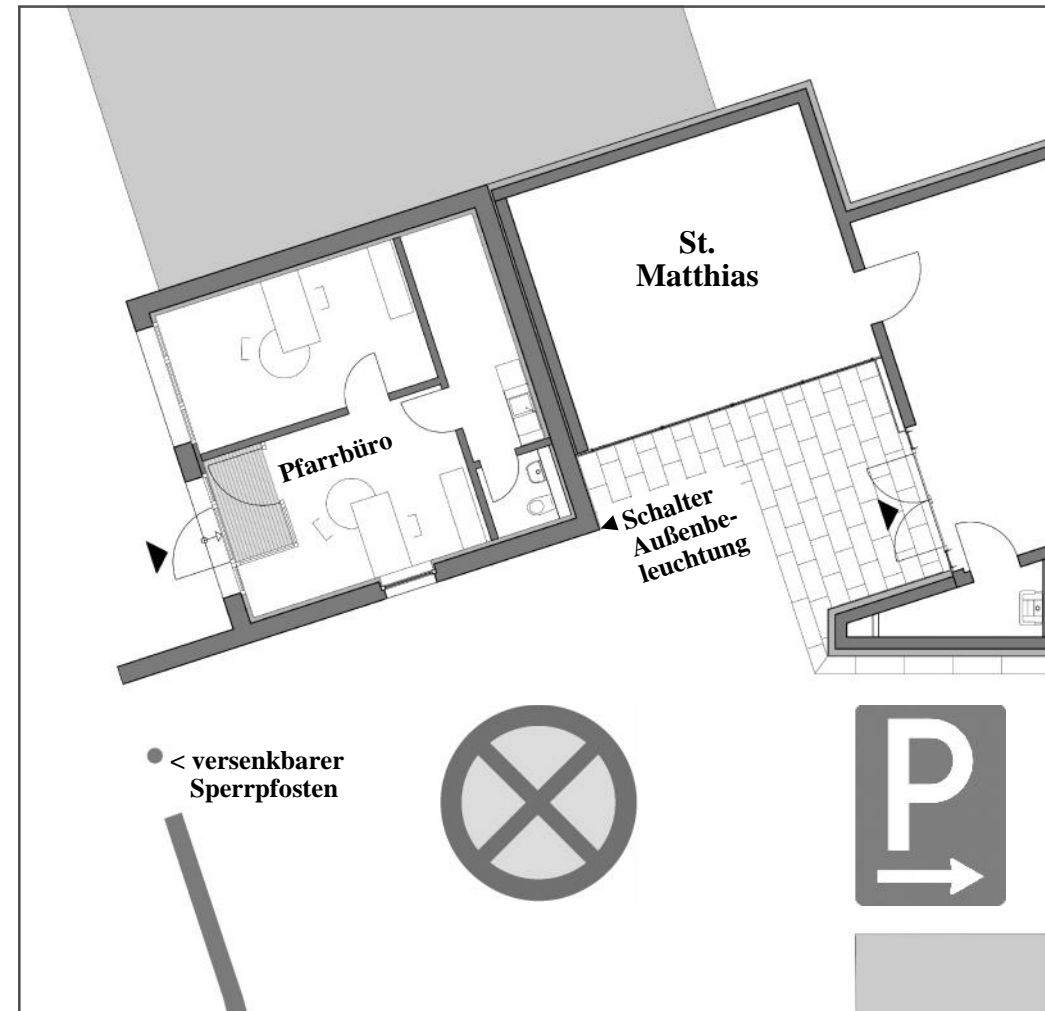 St.
Matthias
Pfarrbüro
Schalter
Außenbe-
leuchtung
< versenkbarer
Sperrpfosten
P